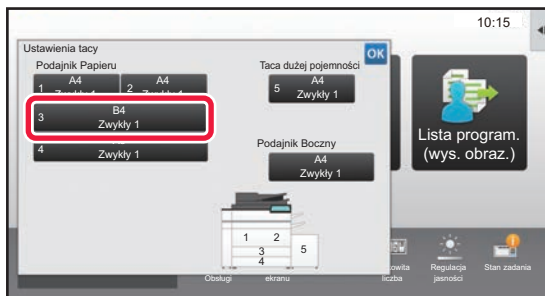 10:15
Ustawienia tacy
OK
Podajnik Papieru
Taca dużej pojemności
1 A4
2 A4
5 A4
Zwykły 1
3 B4
Zwykły 1
4
Zwykły 1
Podajnik Boczny
A4
Zwykły 1
Lista program.
(wys. obraz.)
1 2
3
4
5
Obsługi
ekranu
liczba
Regulacja
jasności
Stan zadania